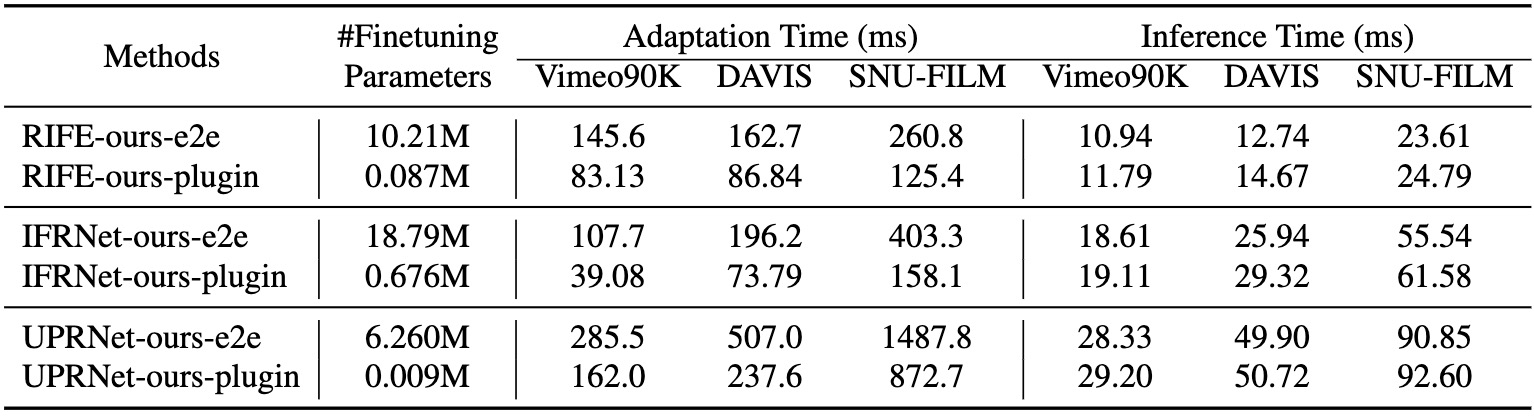 Methods #Finetuning Parameters Adaptation Time (ms) Inference Time (ms)
Vimeo90K DAVIS SNU-FILM Vimeo90K DAVIS SNU-FILM
RIFE-ours-e2e 10.21M 145.6 162.7 260.8 10.94 12.74 23.61
RIFE-ours-plugin 0.087M 83.13 86.84 125.4 11.79 14.67 24.79
IFRNet-ours-e2e 18.79M 107.7 196.2 403.3 18.61 25.94 55.54
IFRNet-ours-plugin 0.676M 39.08 73.79 158.1 19.11 29.32 61.58
UPRNet-ours-e2e 6.260M 285.5 507.0 1487.8 28.33 49.90 90.85
UPRNet-ours-plugin 0.009M 162.0 237.6 872.7 29.20 50.72 92.60